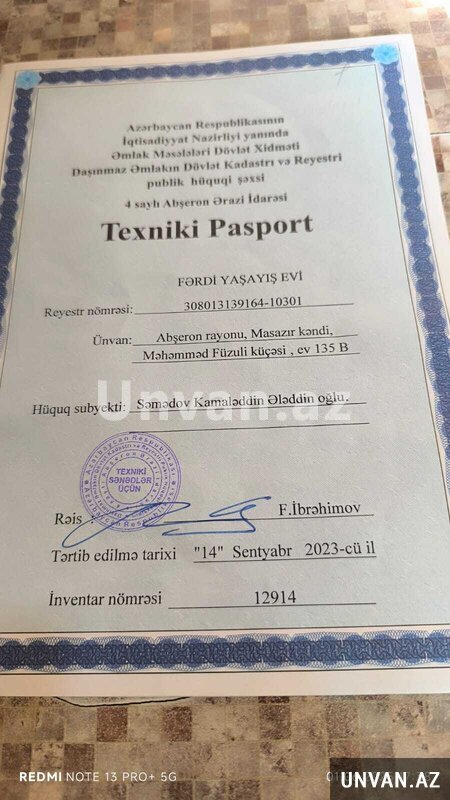 Azərbaycan Respublikasının
İqtisadiyyat Nazirliyi yanında
Əmlak Məsələləri Dövlət Xidməti
Daşınmaz Əmlakın Dövlət Kadastrı və Reyestri
publik hüquqi şəxsi
4 saylı Abşeron Ərazi İdarəsi
Texniki Pasport
FƏRDİ YAŞAYIŞ EVİ
Reyestr nömrəsi: 308013139164-10301
Ünvan: Abşeron rayonu, Masazır kəndi,
Məhəmməd Füzuli küçəsi , ev 135 B
Unvan.az
Hüquq subyekti: Səmədov Kamaləddin Ələddin oğlu.
TEXNİKİ
SƏNƏDLƏR
ÜÇÜN
Rəis : F.İbrəhimov
Tərtib edilmə tarixi "14" Sentyabr 2023-cü il
İnventar nömrəsi 12914
REDMI NOTE 13 PRO+ 5G
UNVAN.AZ